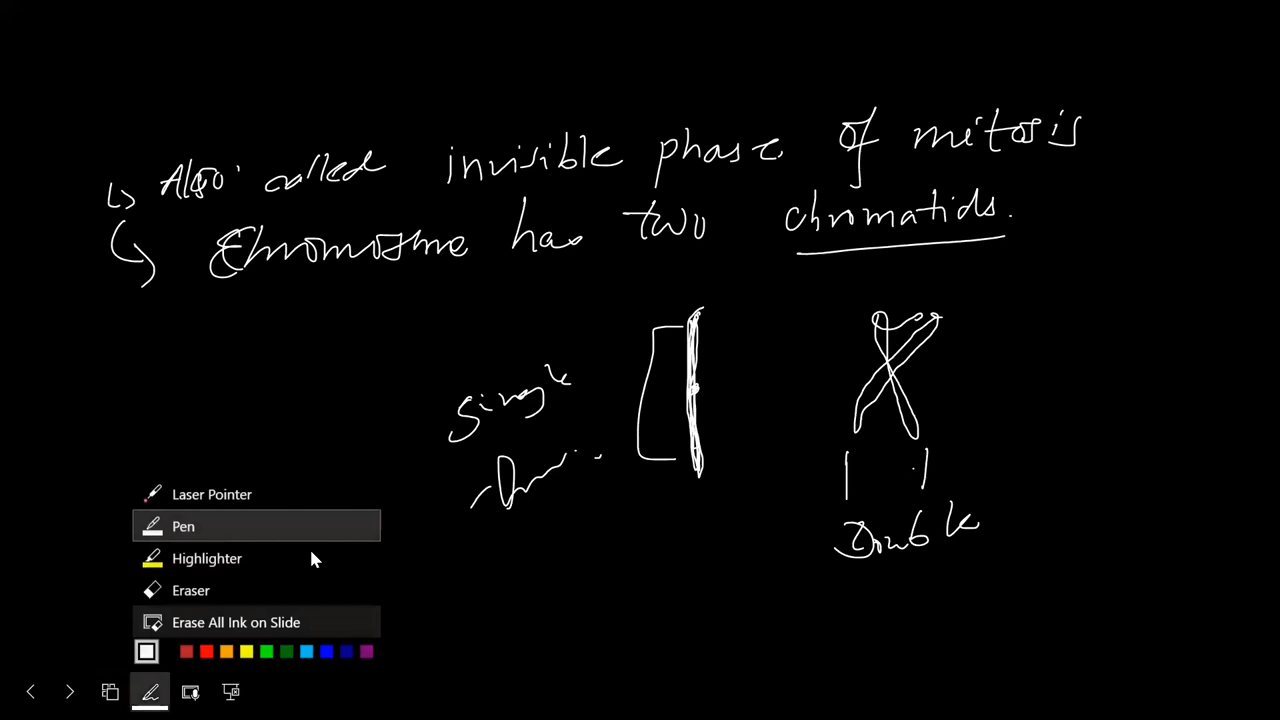 Also called invisible phase of mitosis
Chromosome has two chromatids.
Single
Double
Laser Pointer
Pen
Highlighter
Eraser
Erase All Ink on Slide